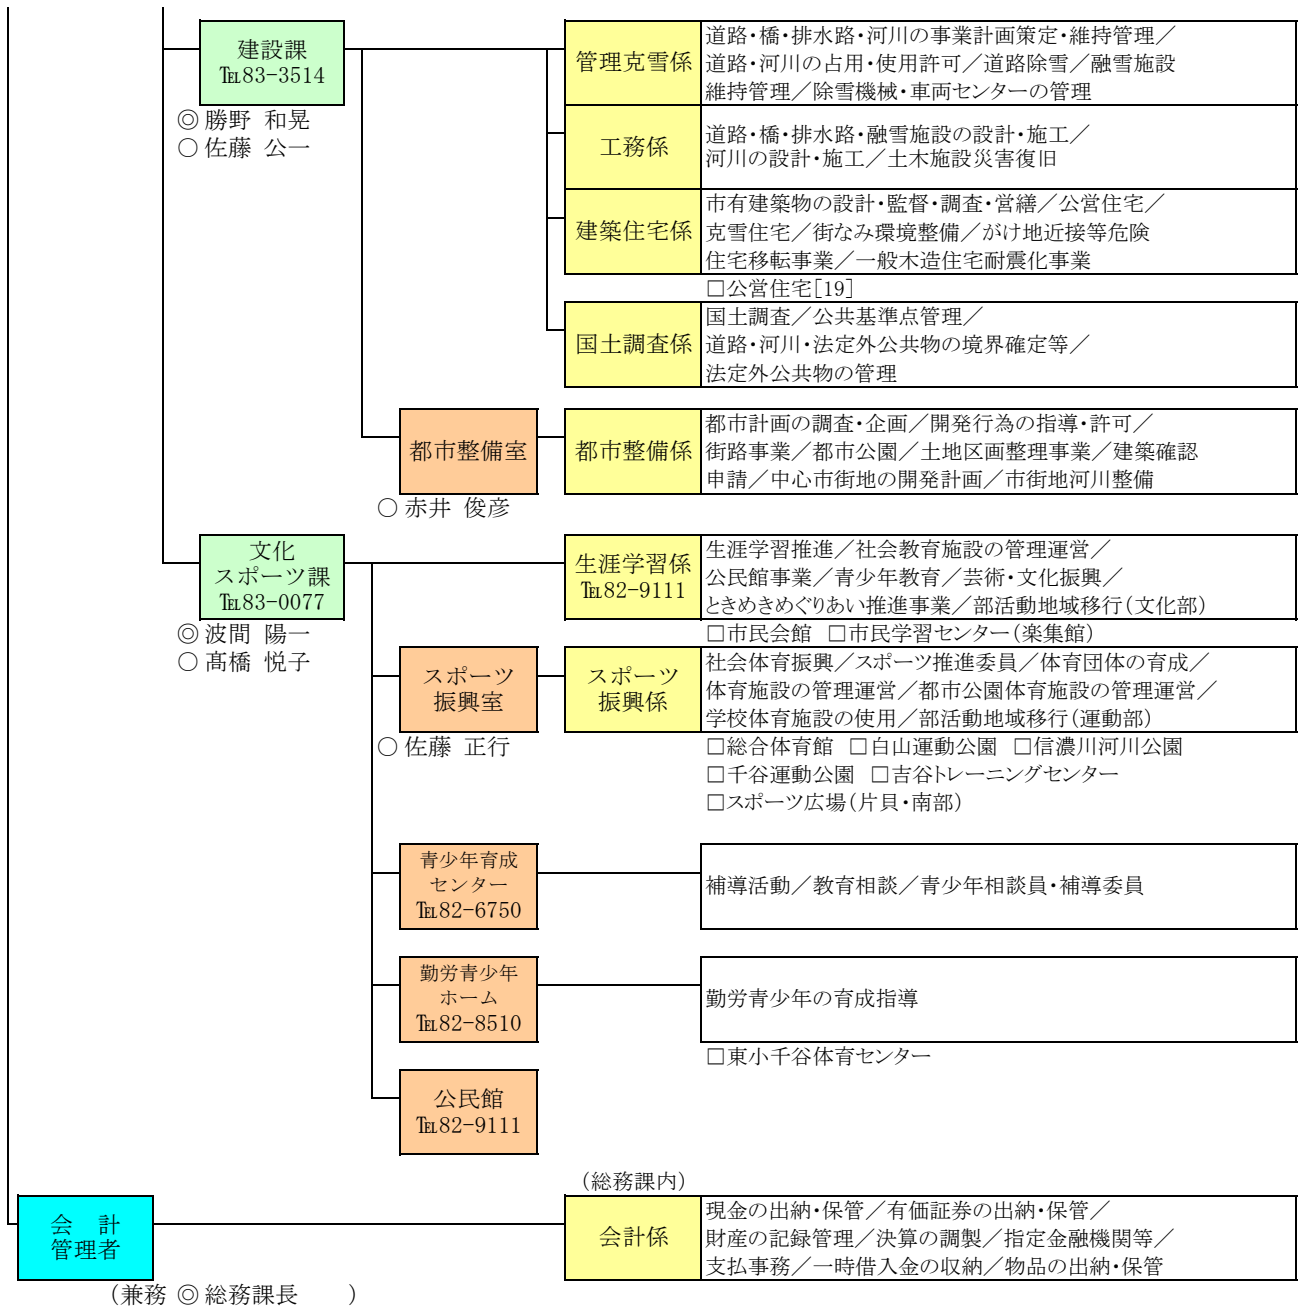 建設課
℡83-3514
◎ 勝野 和晃
○ 佐藤 公一
管理克雪係
道路・橋・排水路・河川の事業計画策定・維持管理／
道路・河川の占用・使用許可／道路除雪／融雪施設
維持管理／除雪機械・車両センターの管理
工務係
道路・橋・排水路・融雪施設の設計・施工／
河川の設計・施工／土木施設災害復旧
建築住宅係
市有建築物の設計・監督・調査・営繕／公営住宅／
克雪住宅／街なみ環境整備／がけ地近接等危険
住宅移転事業／一般木造住宅耐震化事業
□公営住宅[19]
国土調査係
国土調査／公共基準点管理／
道路・河川・法定外公共物の境界確定等／
法定外公共物の管理
都市整備室
○ 赤井 俊彦
都市整備係
都市計画の調査・企画／開発行為の指導・許可／
街路事業／都市公園／土地区画整理事業／建築確認
申請／中心市街地の開発計画／市街地河川整備
文化
スポーツ課
℡83-0077
◎ 波間 陽一
○ 髙橋 悦子
生涯学習係
℡82-9111
生涯学習推進／社会教育施設の管理運営／
公民館事業／青少年教育／芸術・文化振興／
ときめきめぐりあい推進事業／部活動地域移行（文化部）
□市民会館 □市民学習センター（楽集館）
スポーツ
振興室
○ 佐藤 正行
スポーツ
振興係
社会体育振興／スポーツ推進委員／体育団体の育成／
体育施設の管理運営／都市公園体育施設の管理運営／
学校体育施設の使用／部活動地域移行（運動部）
□総合体育館 □白山運動公園 □信濃川河川公園
□千谷運動公園 □吉谷トレーニングセンター
□スポーツ広場（片貝・南部）
青少年育成
センター
℡82-6750
補導活動／教育相談／青少年相談員・補導委員
勤労青少年
ホーム
℡82-8510
勤労青少年の育成指導
□東小千谷体育センター
公民館
℡82-9111
（総務課内）
会 計
管理者
（兼務 ◎ 総務課長 ）
会計係
現金の出納・保管／有価証券の出納・保管／
財産の記録管理／決算の調製／指定金融機関等／
支払事務／一時借入金の収納／物品の出納・保管